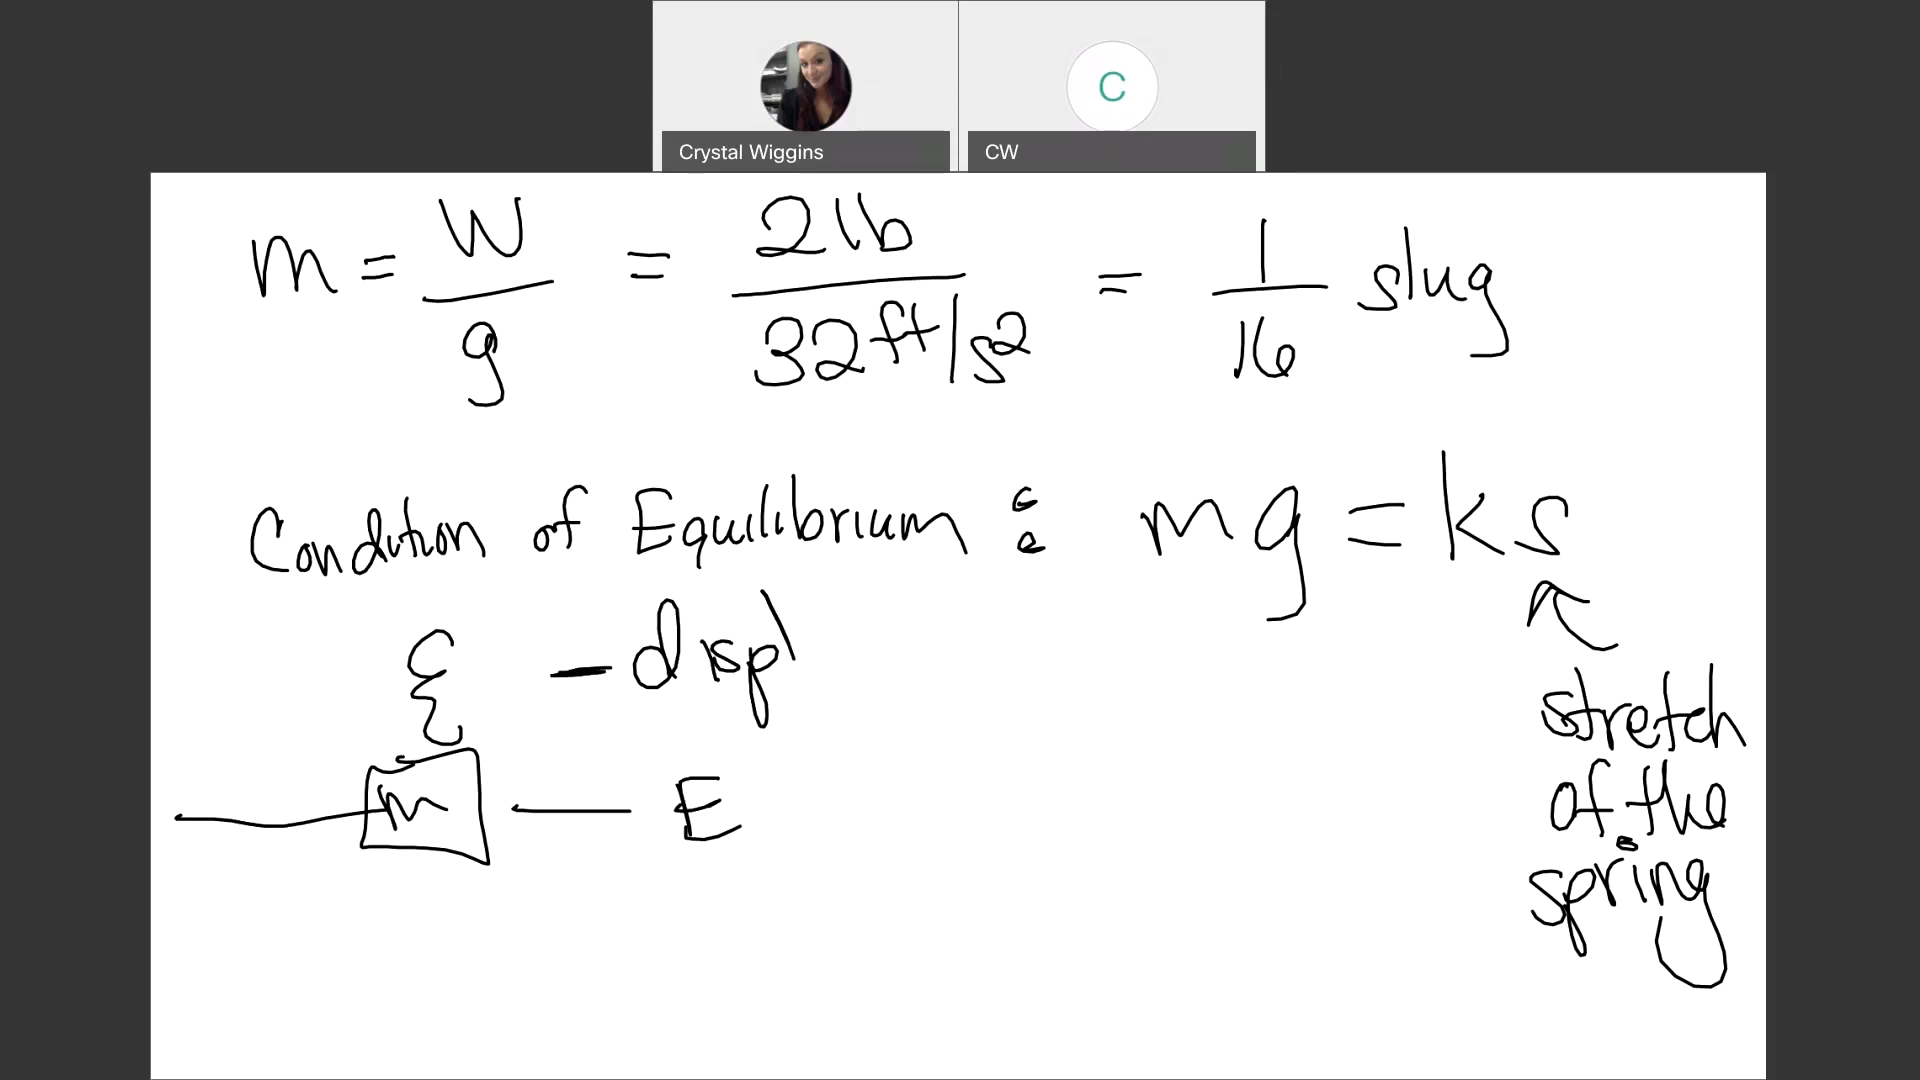 Crystal Wiggins
C
CW
m = W/g = 2lb/32ft/s² = 1/16 slug
Condition of Equilibrium : mg = ks
- displ
stretch
of the
spring
m — E